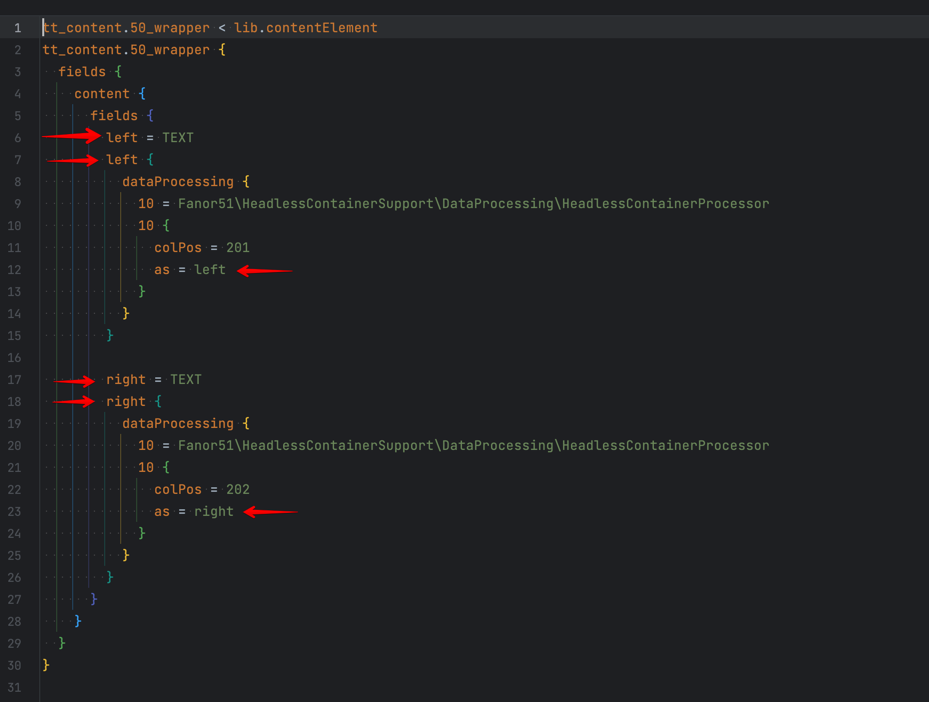 1 tt_content.50_wrapper < lib.contentElement
2 tt_content.50_wrapper {
3   fields {
4     content {
5       fields {
6         left = TEXT
7         left {
8           dataProcessing {
9             10 = Fanor51\HeadlessContainerSupport\DataProcessing\HeadlessContainerProcessor
10             10 {
11               colPos = 201
12               as = left
13             }
14           }
15         }
16
17         right = TEXT
18         right {
19           dataProcessing {
20             10 = Fanor51\HeadlessContainerSupport\DataProcessing\HeadlessContainerProcessor
21             10 {
22               colPos = 202
23               as = right
24             }
25           }
26         }
27       }
28     }
29   }
30 }
31